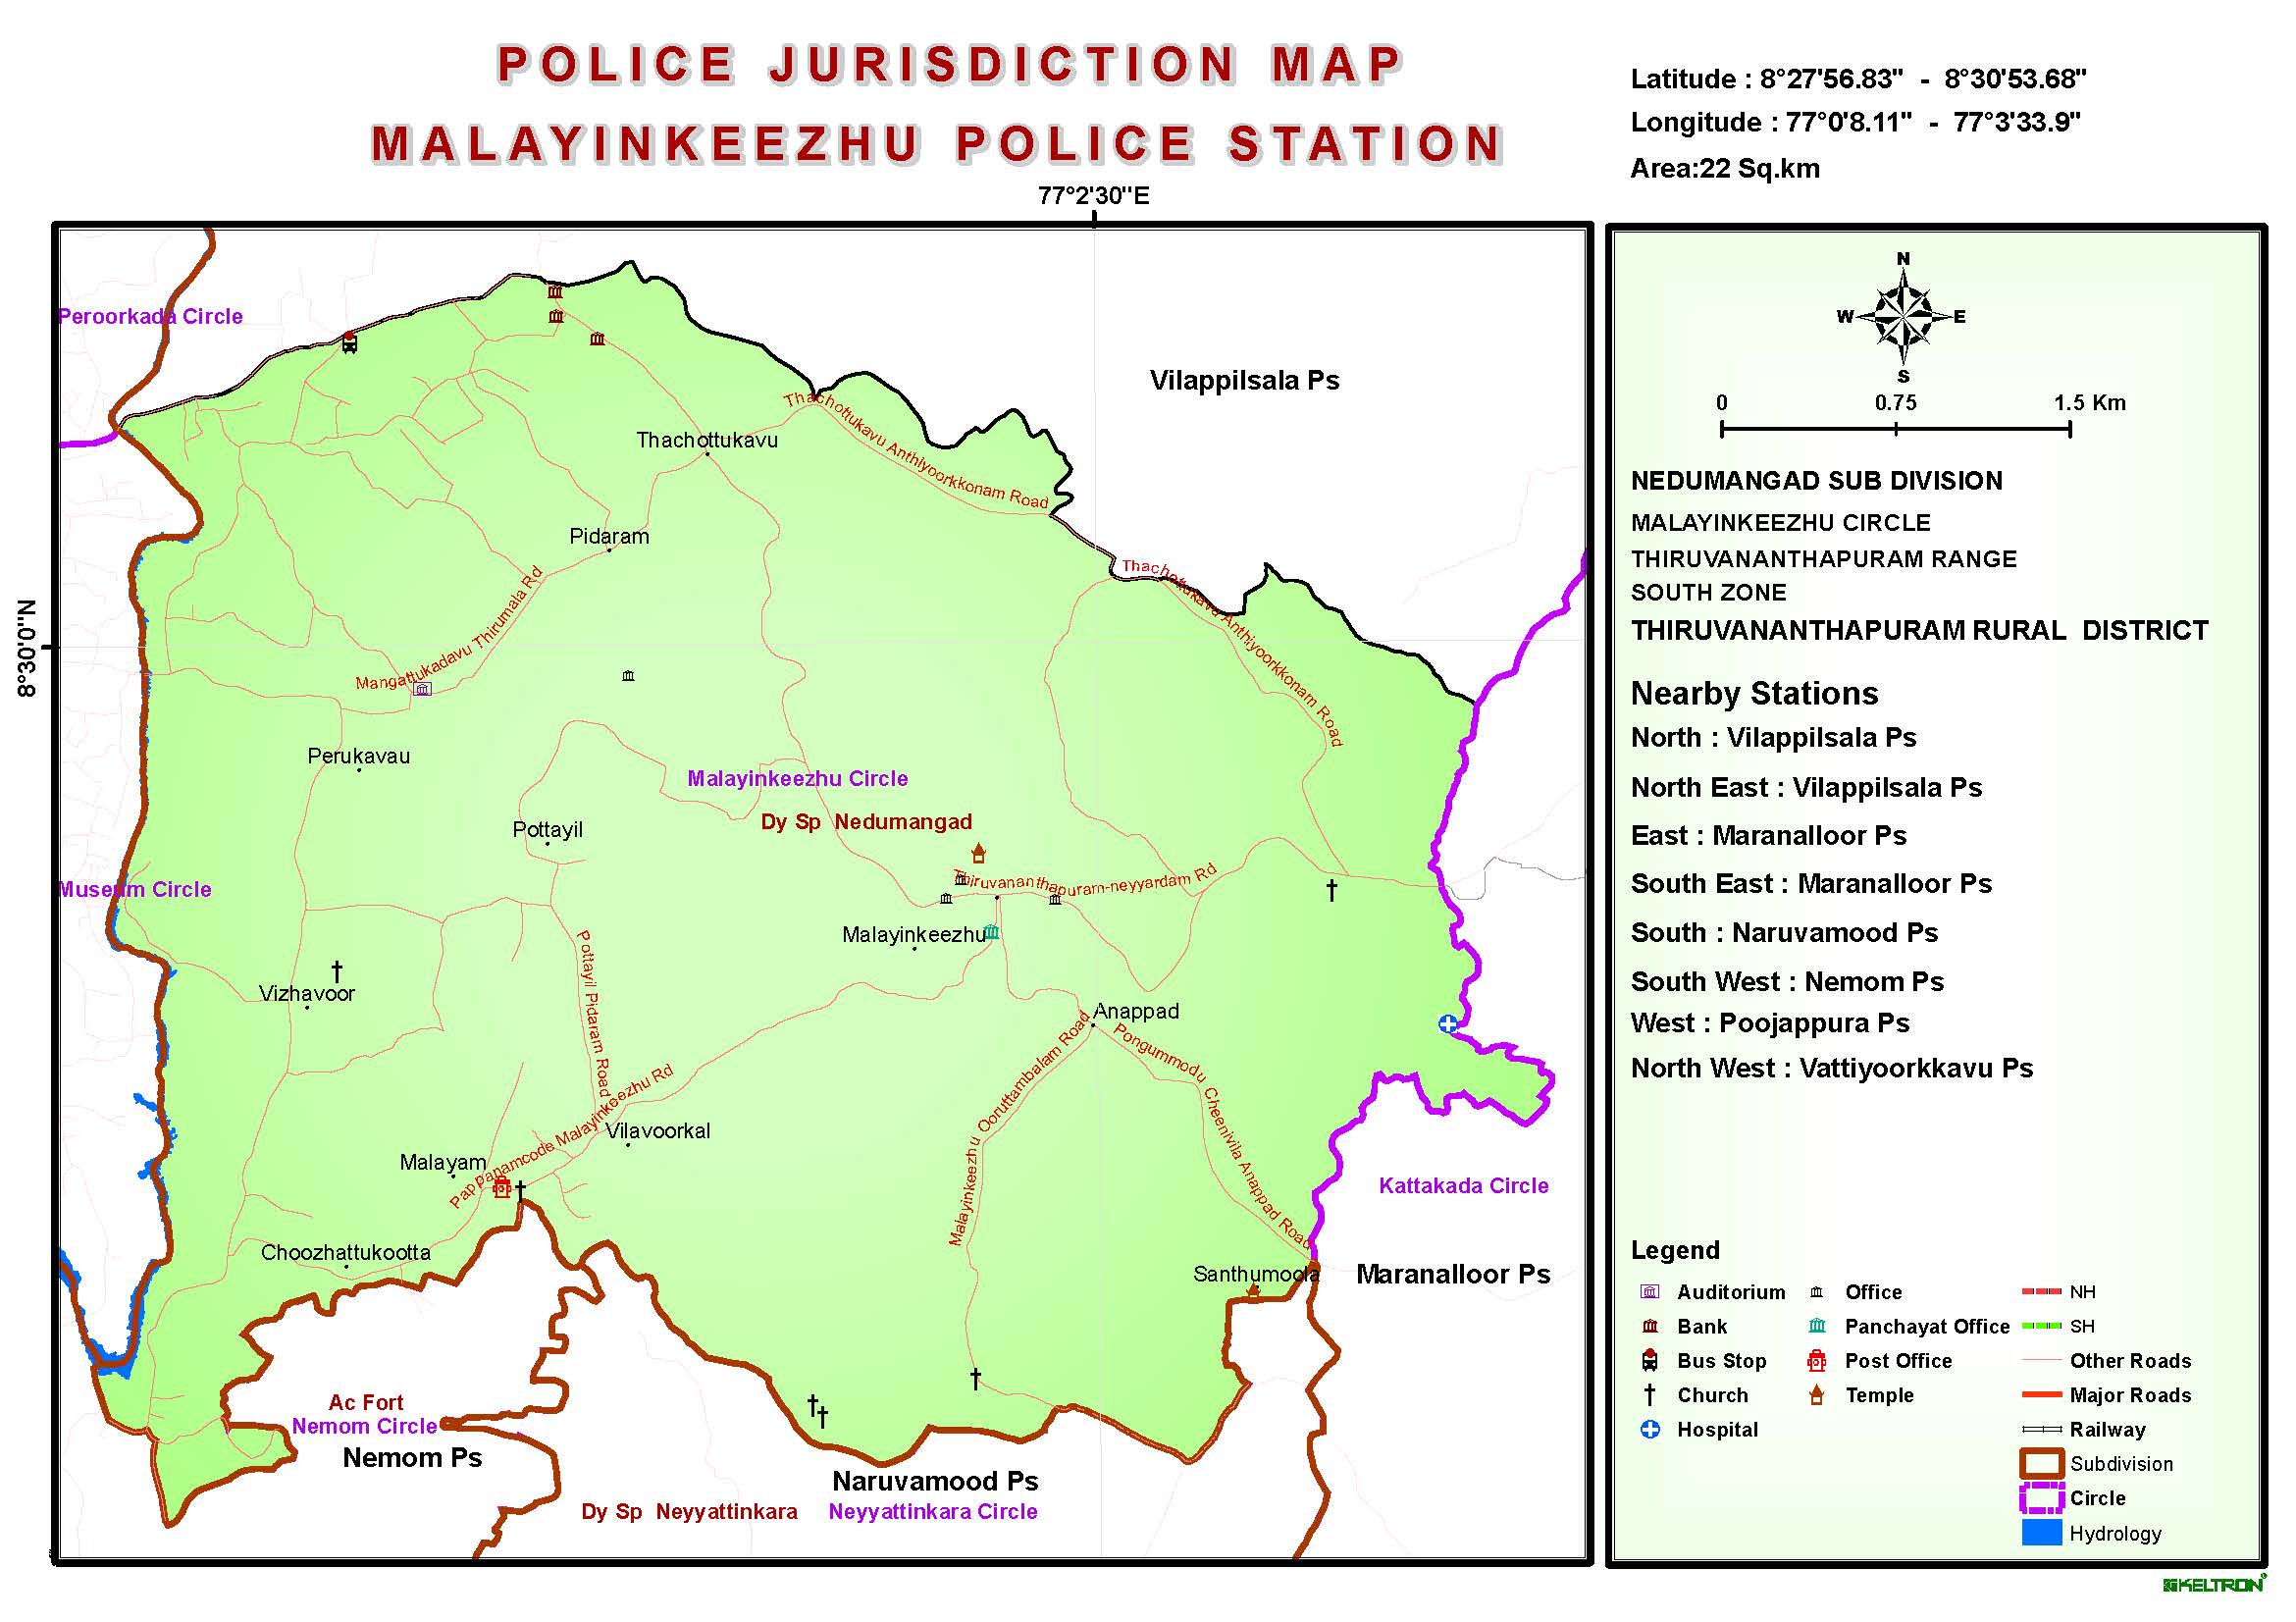 POLICE JURISDICTION MAP
MALAYINKEEZHU POLICE STATION
Latitude : 8°27'56.83" - 8°30'53.68"
Longitude : 77°0'8.11" - 77°3'33.9"
Area:22 Sq.km
77°2'30"E
8°30'0"N
Peroorkada Circle
Vilappilsala Ps
Thachottukavu
Thachottukavu Anthiyoorkkonam Road
Pidaram
Thachottukavu Anthiyoorkkonam Road
Mangattukadavu Thirumala Rd
Perukavau
Malayinkeezhu Circle
Dy Sp Nedumangad
Pottayil
Museum Circle
Thiruvananthapuram-neyyardam Rd
Malayinkeezhu
Vizhavoor
Pottayil Pidaram Road
Anappad
Pongummodu Cheenivila Anappad Road
Malayinkeezhu Ooruttambalam Road
Pappanamcode Malayinkeezhu Rd
Vilavoorkal
Malayam
Kattakada Circle
Choozhattukootta
Santhumoola
Maranalloor Ps
Ac Fort
Nemom Circle
Nemom Ps
Naruvamood Ps
Dy Sp Neyyattinkara
Neyyattinkara Circle
N
W
E
S
0
0.75
1.5 Km
NEDUMANGAD SUB DIVISION
MALAYINKEEZHU CIRCLE
THIRUVANANTHAPURAM RANGE
SOUTH ZONE
THIRUVANANTHAPURAM RURAL DISTRICT
Nearby Stations
North : Vilappilsala Ps
North East : Vilappilsala Ps
East : Maranalloor Ps
South East : Maranalloor Ps
South : Naruvamood Ps
South West : Nemom Ps
West : Poojappura Ps
North West : Vattiyoorkkavu Ps
Legend
Auditorium
Bank
Bus Stop
Church
Hospital
Office
Panchayat Office
Post Office
Temple
NH
SH
Other Roads
Major Roads
Railway
Subdivision
Circle
Hydrology
KELTRON